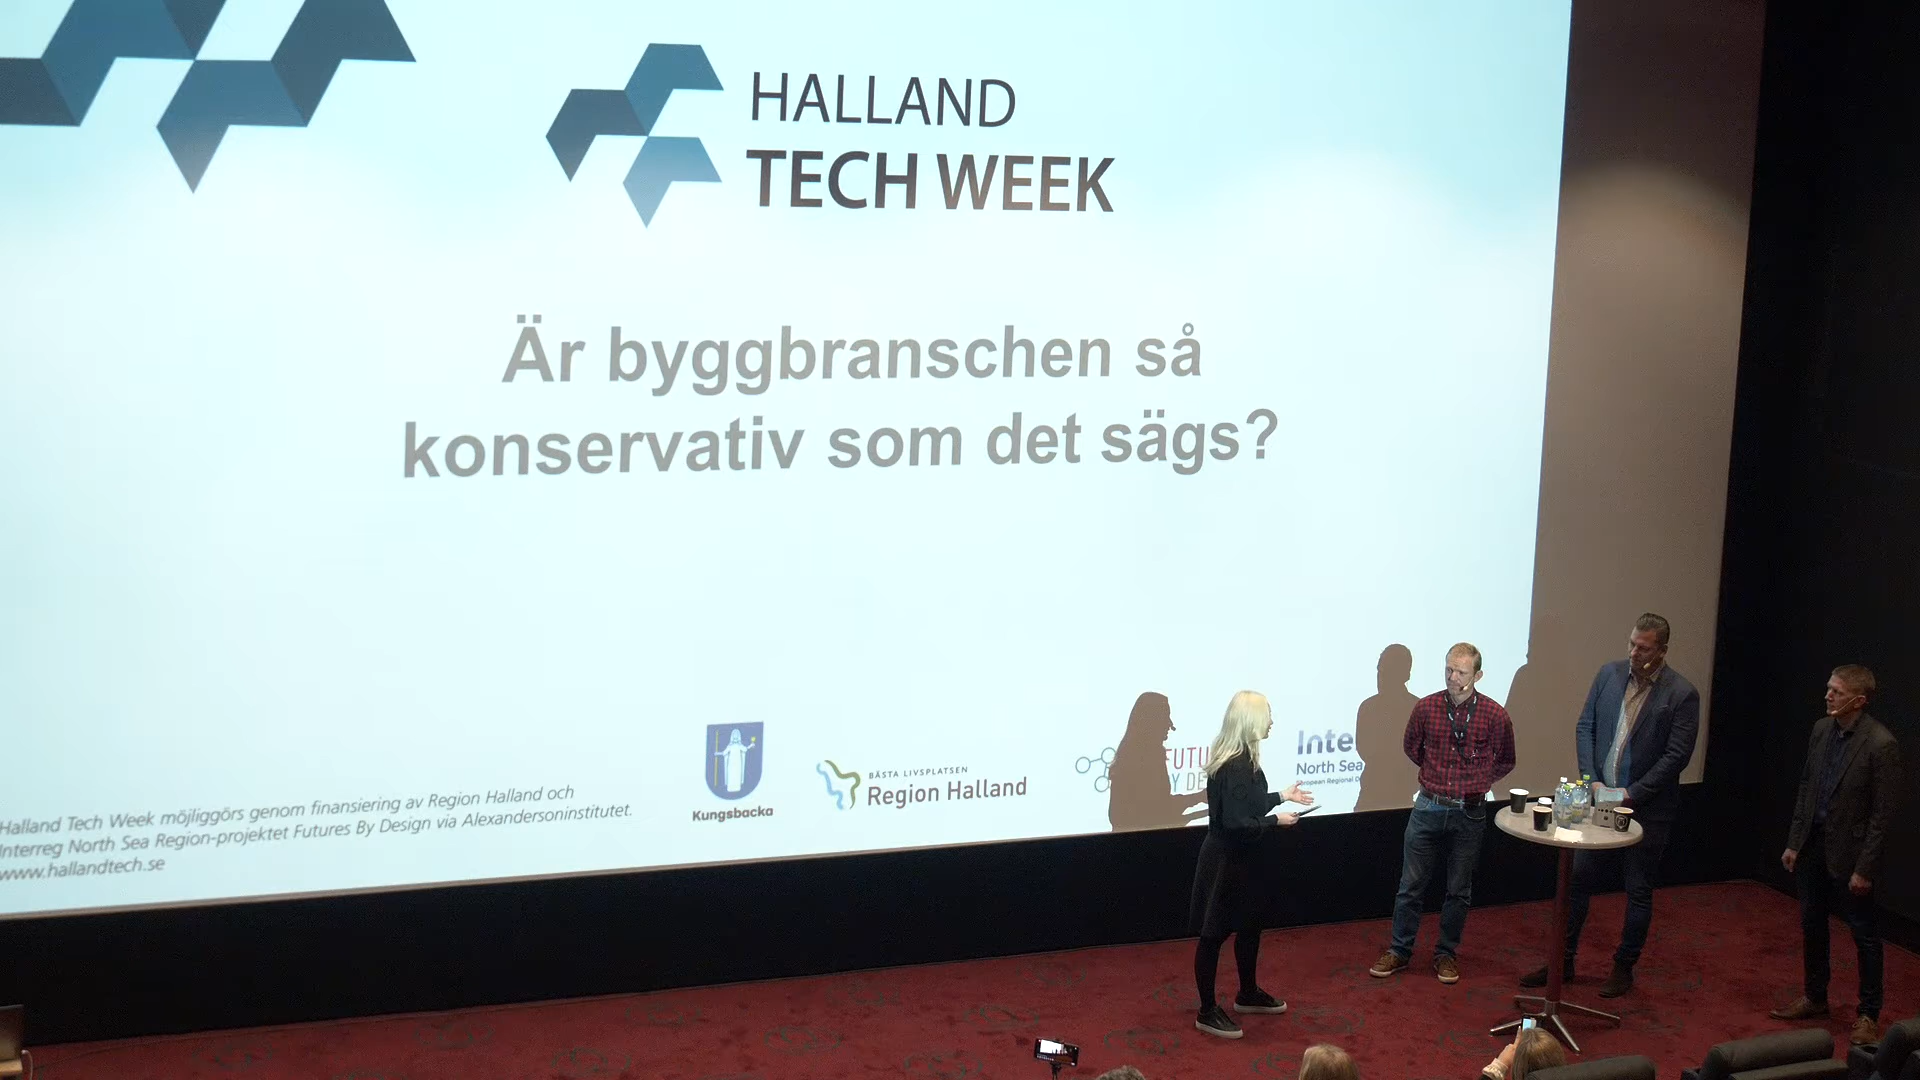 HALLAND
TECH WEEK
Är byggbranschen så
konservativ som det sägs?
Halland Tech Week möjliggörs genom finansiering av Region Halland och
Interreg North Sea Region-projektet Futures By Design via Alexandersoninstitutet.
www.hallandtech.se
Kungsbacka
BÄSTA LIVSPLATSEN
Region Halland
North Sea